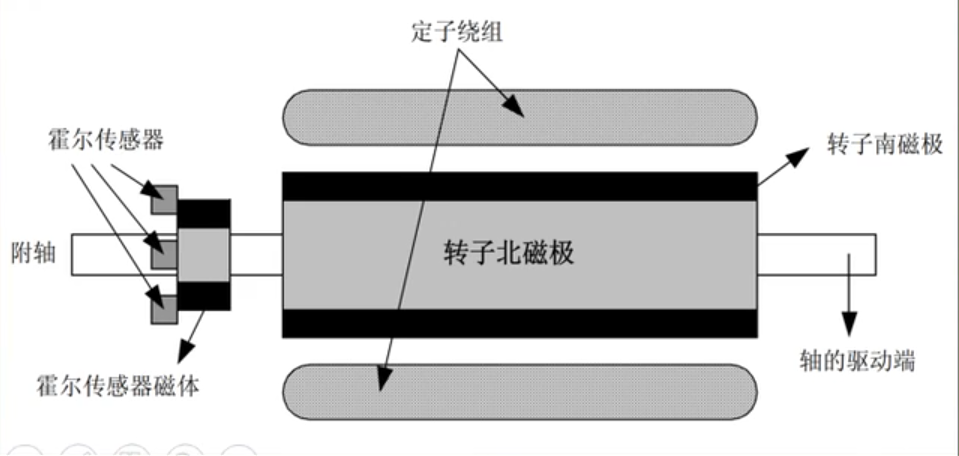 定子绕组
霍尔传感器
转子南磁极
附轴
转子北磁极
轴的驱动端
霍尔传感器磁体